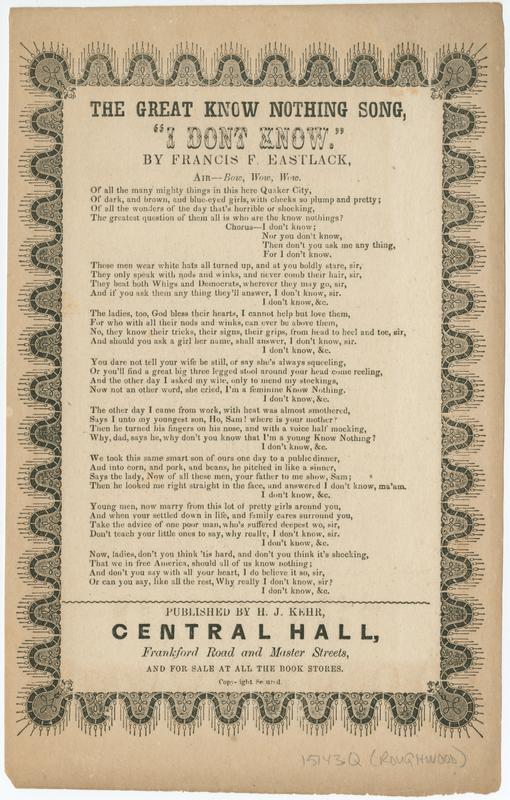 THE GREAT KNOW NOTHING SONG,
"I DONT KNOW."
BY FRANCIS F. EASTLACK,
AIR—Bow, Wow, Wow.
Of all the many mighty things in this here Quaker City,
Of dark, and brown, and blue-eyed girls, with cheeks so plump and pretty;
Of all the wonders of the day that's horrible or shocking,
The greatest question of them all is who are the know nothings?
Chorus—I don't know;
Nor you don't know,
Then don't you ask me any thing,
For I don't know.
These men wear white hats all turned up, and at you boldly stare, sir,
They only speak with nods and winks, and never comb their hair, sir,
They beat both Whigs and Democrats, wherever they may go, sir,
And if you ask them any thing they'll answer, I don't know, sir.
I don't know, &c.
The ladies, too, God bless their hearts, I cannot help but love them,
For who with all their nods and winks, can ever be above them,
No, they know their tricks, their signs, their grips, from head to heel and toe, sir,
And should you ask a girl her name, shall answer, I don't know, sir.
I don't know, &c.
You dare not tell your wife be still, or say she's always squeeling,
Or you'll find a great big three legged stool around your head come reeling,
And the other day I asked my wife, only to mend my stockings,
Now not an other word, she cried, I'm a feminine Know Nothing.
I don't know, &c.
The other day I came from work, with heat was almost smothered,
Says I unto my youngest son, Ho, Sam! where is your mother?
Then he turned his fingers on his nose, and with a voice half mocking,
Why, dad, says he, why don't you know that I'm a young Know Nothing?
I don't know, &c.
We took this same smart son of ours one day to a public dinner,
And into corn, and pork, and beans, he pitched in like a sinner,
Says the lady, Now of all these men, your father to me show, Sam;
Then he looked me right straight in the face, and answered I don't know, ma'am.
I don't know, &c.
Young men, now marry from this lot of pretty girls around you,
And when your settled down in life, and family cares surround you,
Take the advice of one poor man, who's suffered deepest wo, sir,
Don't teach your little ones to say, why really, I don't know, sir.
I don't know, &c.
Now, ladies, don't you think 'tis hard, and don't you think it's shocking,
That we in free America, should all of us know nothing;
And don't you say with all your heart, I do believe it so, sir,
Or can you say, like all the rest, Why really I don't know, sir?
I don't know, &c.
PUBLISHED BY H. J. KEHR,
CENTRAL HALL,
Frankford Road and Master Streets,
AND FOR SALE AT ALL THE BOOK STORES.
Copyright Secured.
15143.Q (ROUGHWOOD)